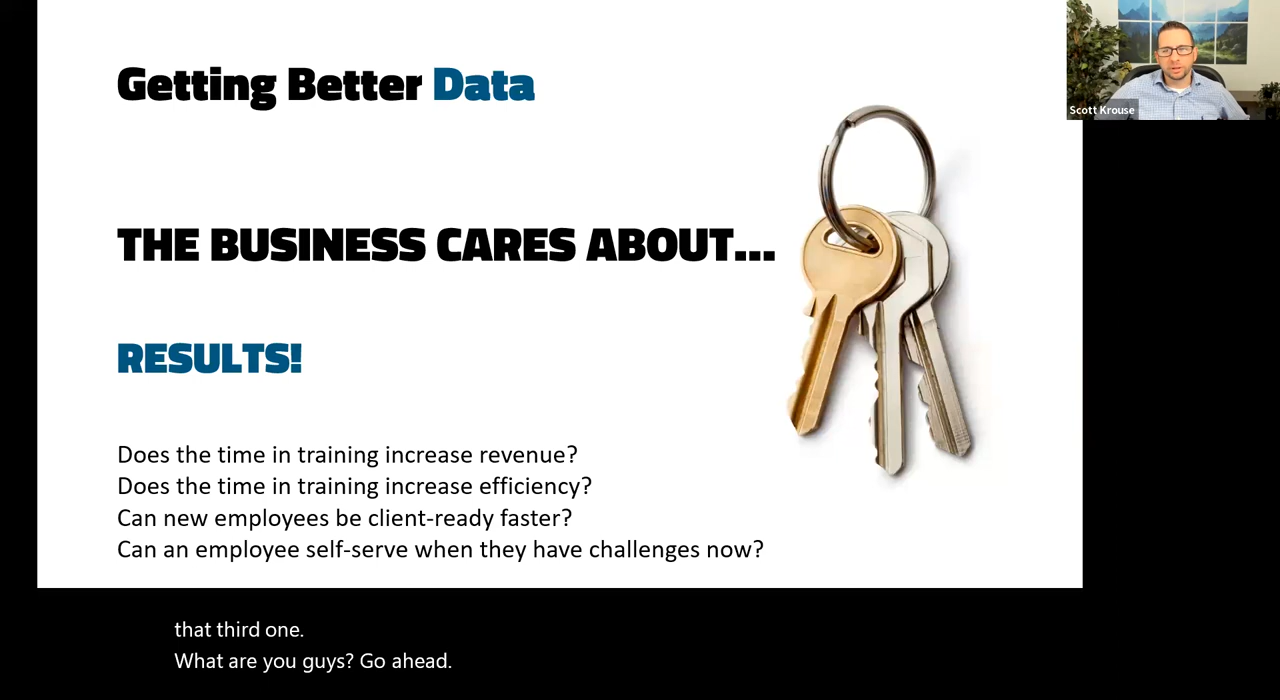 Getting Better Data
Scott Krouse
THE BUSINESS CARES ABOUT...
RESULTS!
Does the time in training increase revenue?
Does the time in training increase efficiency?
Can new employees be client-ready faster?
Can an employee self-serve when they have challenges now?
that third one.
What are you guys? Go ahead.